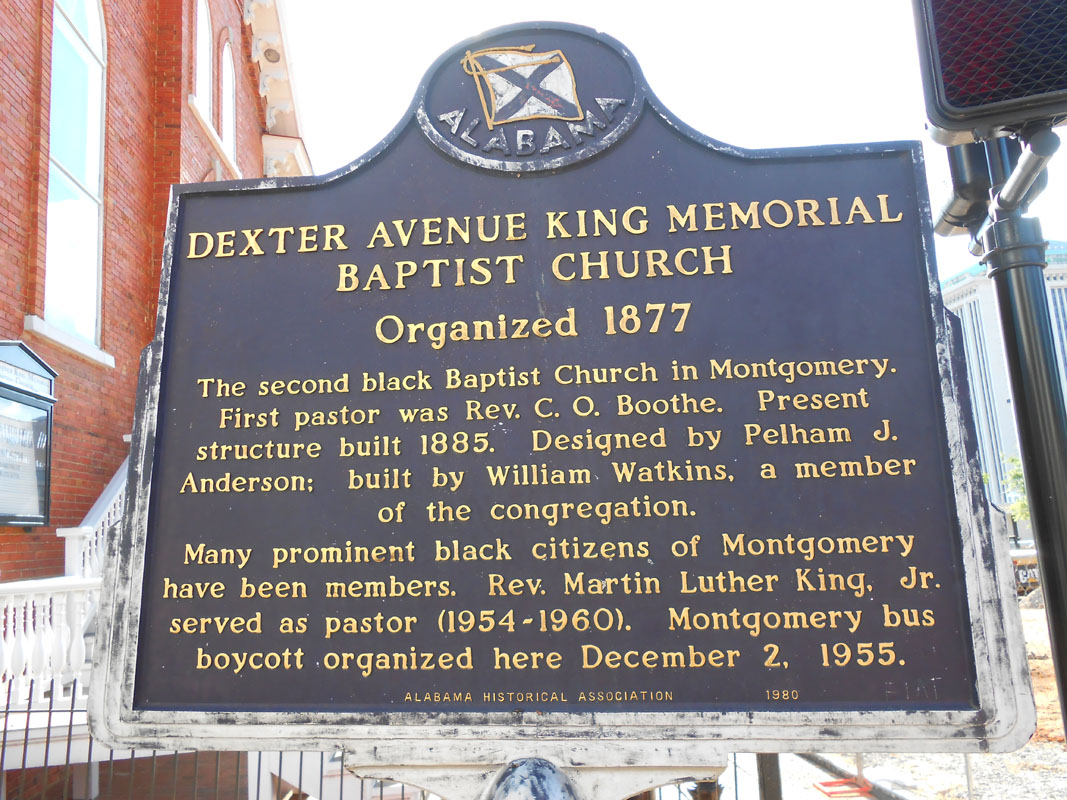 ALABAMA
DEXTER AVENUE KING MEMORIAL
BAPTIST CHURCH
Organized 1877
The second black Baptist Church in Montgomery.
First pastor was Rev. C. O. Boothe. Present
structure built 1885. Designed by Pelham J.
Anderson; built by William Watkins, a member
of the congregation.
Many prominent black citizens of Montgomery
have been members. Rev. Martin Luther King, Jr.
served as pastor (1954-1960). Montgomery bus
boycott organized here December 2, 1955.
ALABAMA HISTORICAL ASSOCIATION 1980